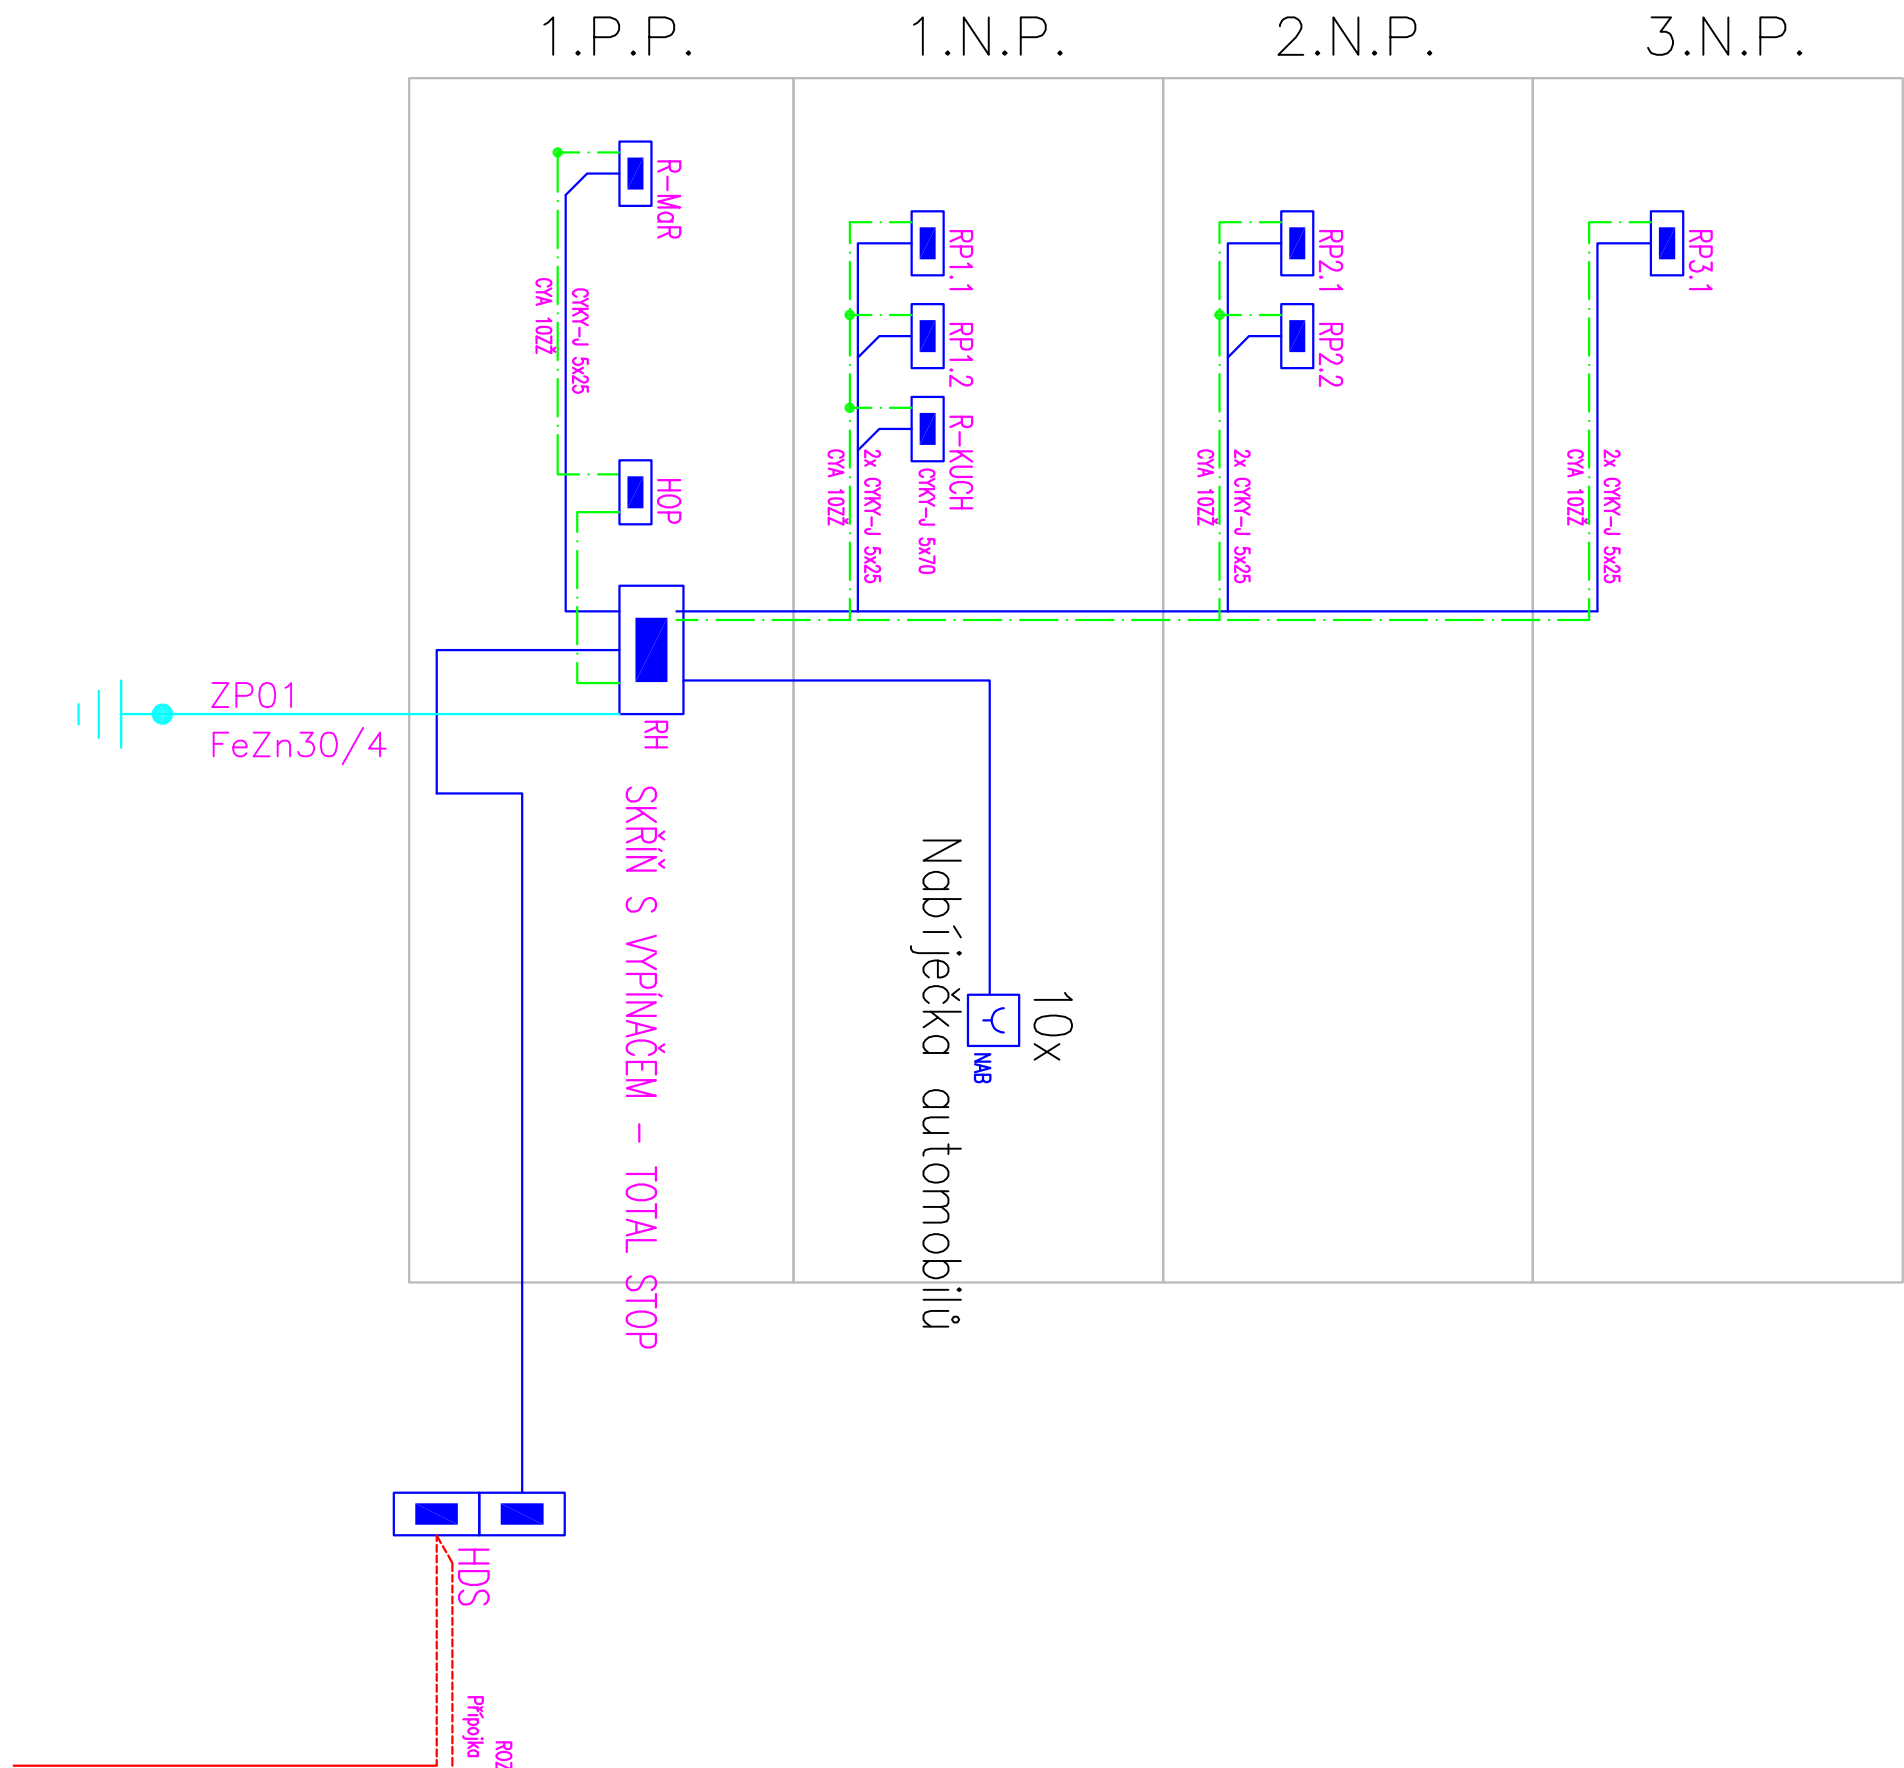 1.P.P.
1.N.P.
2.N.P.
3.N.P.
R-MaR
CYKY-J 5x25
CYA 10ZŽ
HOP
RP1.1
RP1.2
R-KUCH
CYKY-J 5x70
2x CYKY-J 5x25
CYA 10ZŽ
RP2.1
RP2.2
2x CYKY-J 5x25
CYA 10ZŽ
RP3.1
2x CYKY-J 5x25
CYA 10ZŽ
ZP01
FeZn30/4
RH
SKŘÍŇ S VYPÍNAČEM - TOTAL STOP
10x
NAB
Nabíječka automobilů
HDS
Přípojka
ROZ